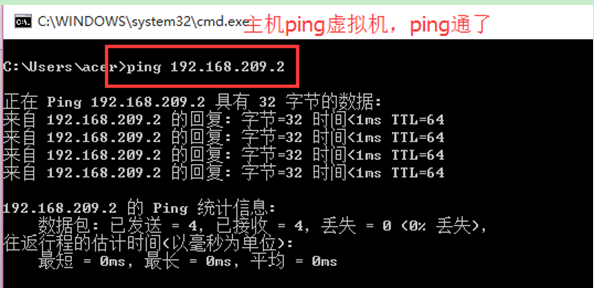 C:\WINDOWS\system32\cmd.exe
主机ping虚拟机，ping通了
C:\Users\acer>ping 192.168.209.2
正在 Ping 192.168.209.2 具有 32 字节的数据:
来自 192.168.209.2 的回复: 字节=32 时间<1ms TTL=64
来自 192.168.209.2 的回复: 字节=32 时间<1ms TTL=64
来自 192.168.209.2 的回复: 字节=32 时间<1ms TTL=64
来自 192.168.209.2 的回复: 字节=32 时间<1ms TTL=64
192.168.209.2 的 Ping 统计信息:
数据包: 已发送 = 4, 已接收 = 4, 丢失 = 0 (0% 丢失),
往返行程的估计时间(以毫秒为单位):
最短 = 0ms, 最长 = 0ms, 平均 = 0ms